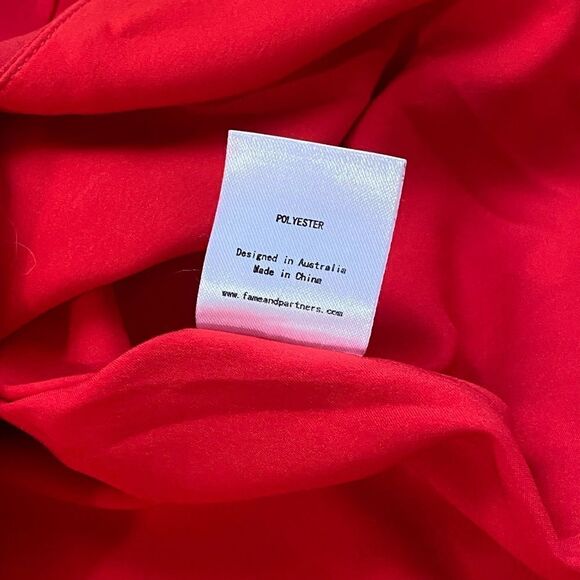 POLYESTER
Designed in Australia
Made in China
www.fameandpartners.com